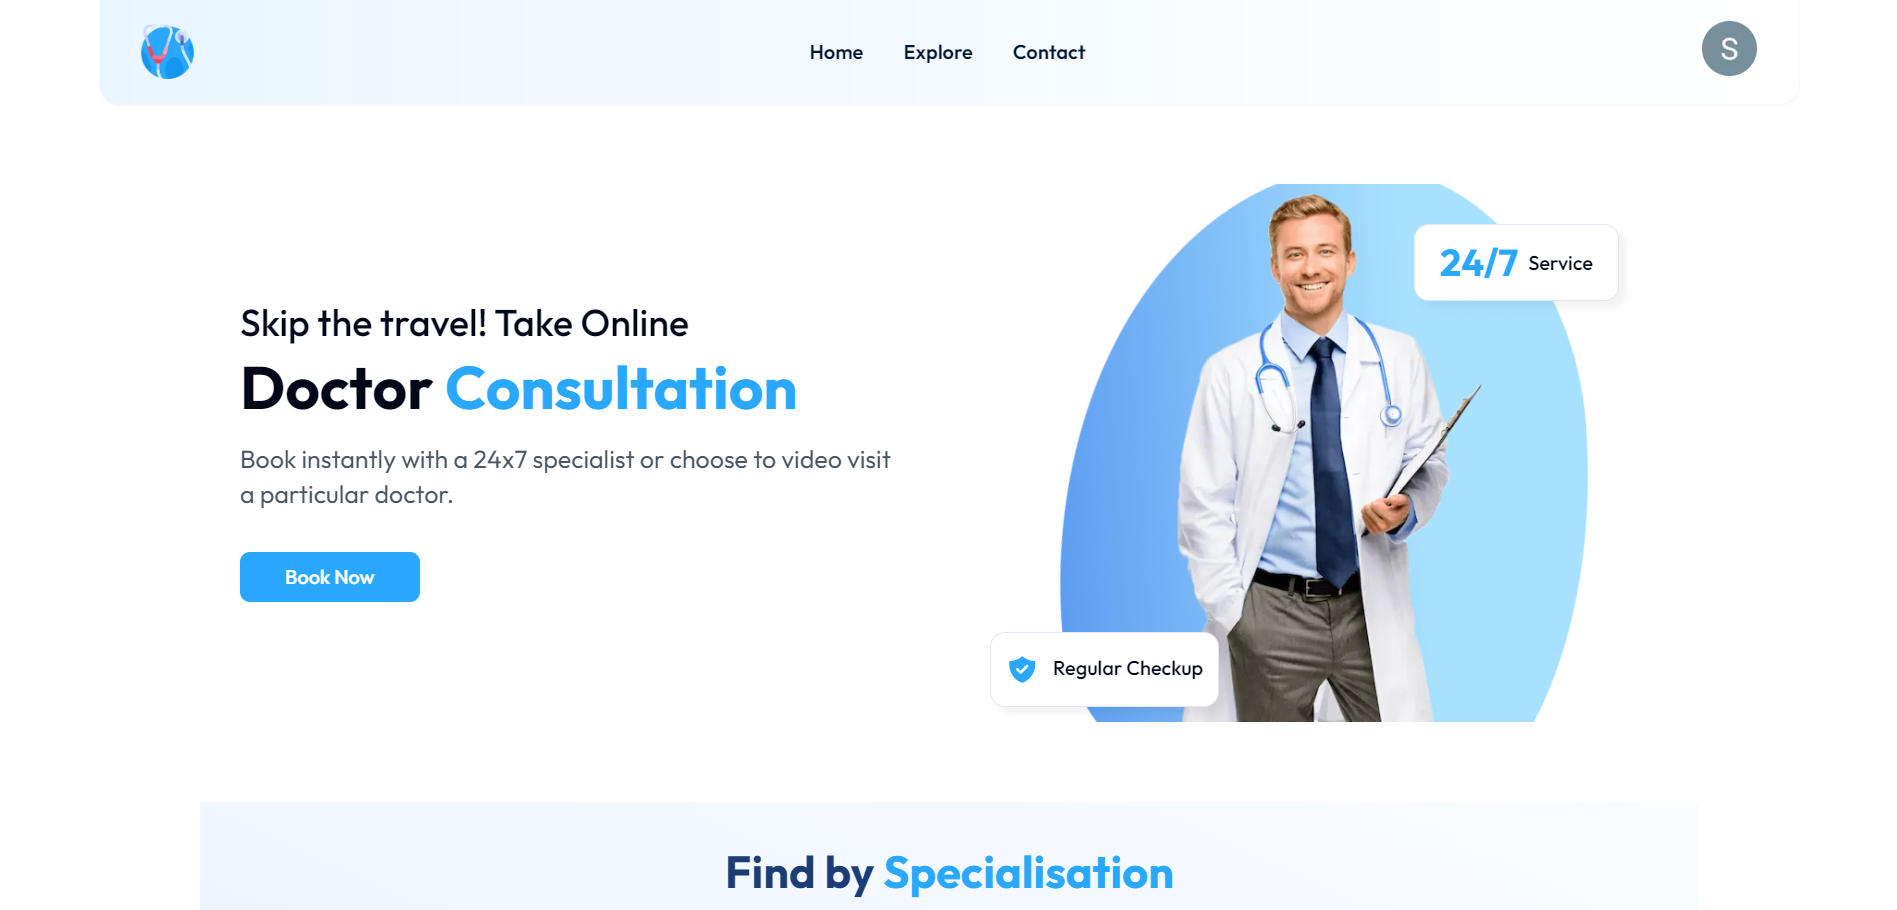 Home Explore Contact
S
24/7 Service
Skip the travel! Take Online
Doctor Consultation
Book instantly with a 24x7 specialist or choose to video visit
a particular doctor.
Book Now
Regular Checkup
Find by Specialisation